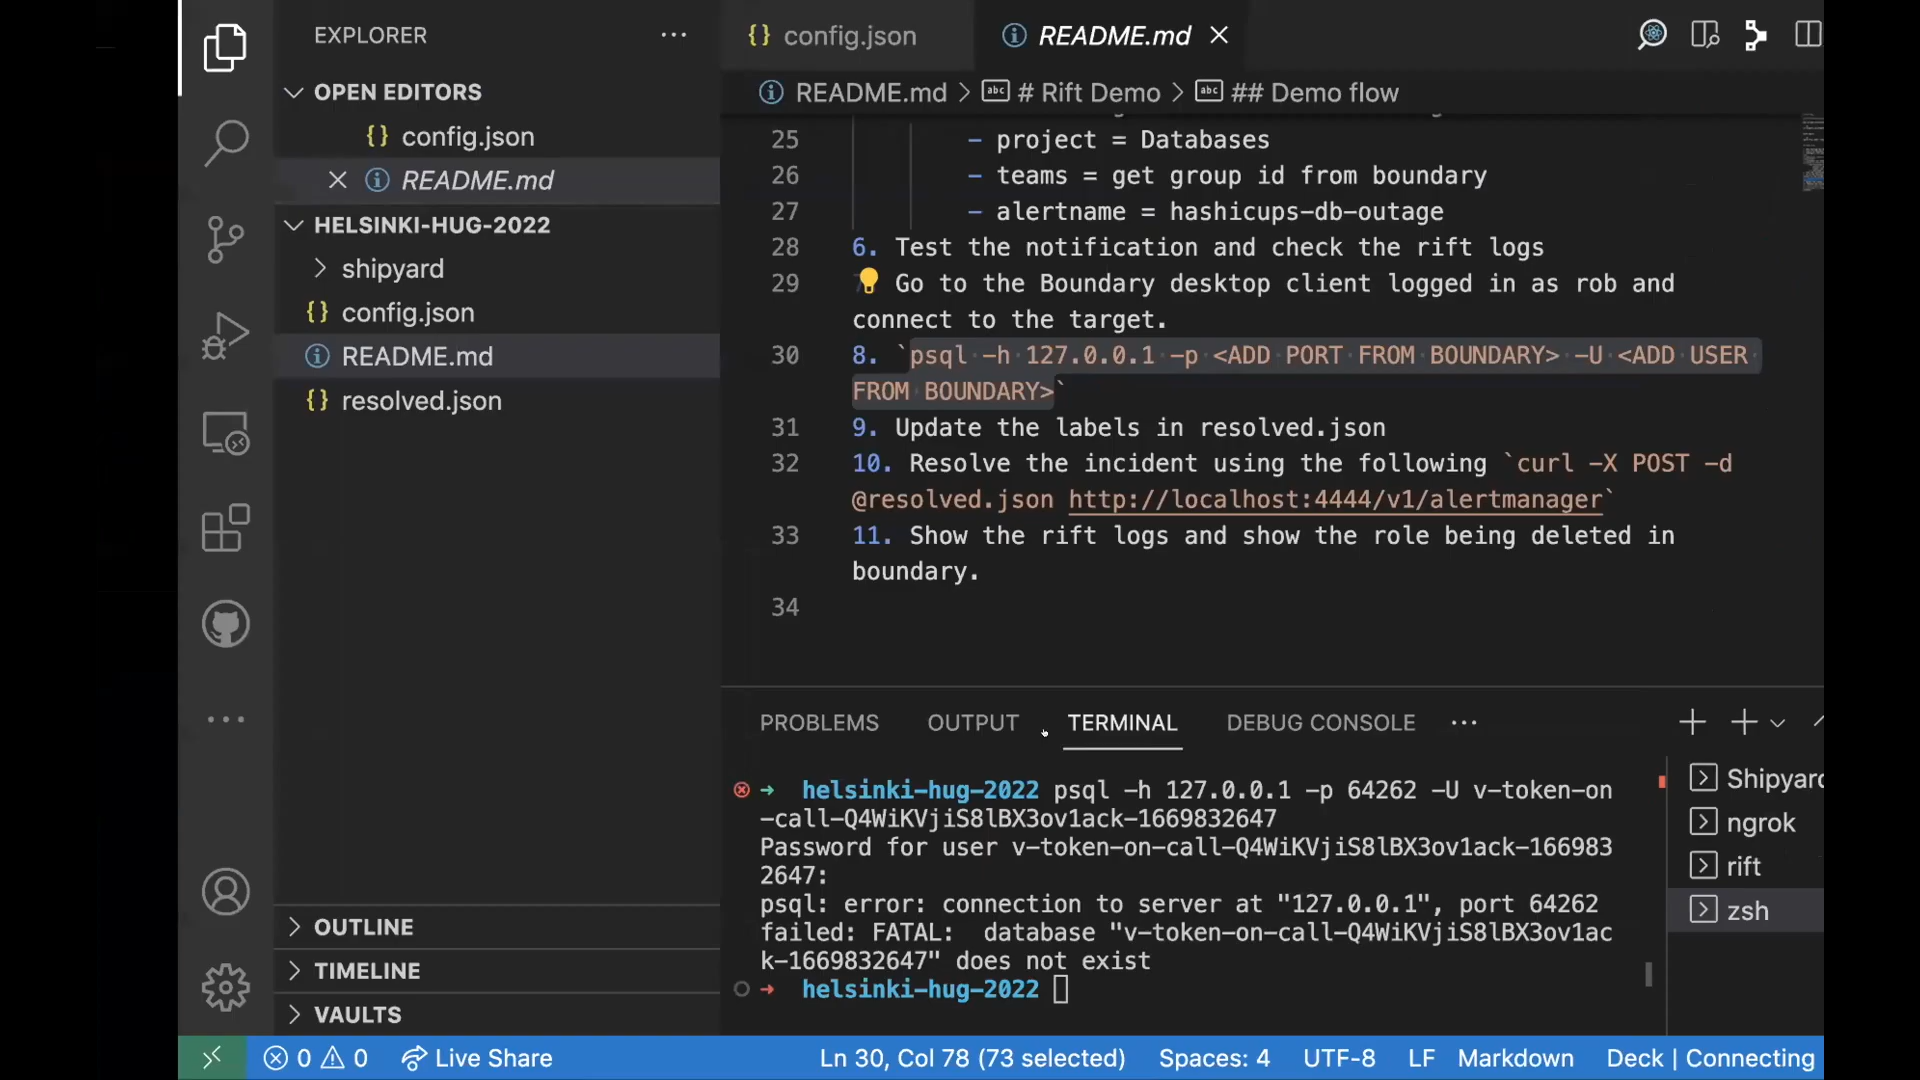 EXPLORER
OPEN EDITORS
{} config.json
README.md
HELSINKI-HUG-2022
shipyard
{} config.json
README.md
{} resolved.json
OUTLINE
TIMELINE
VAULTS
{} config.json
README.md
README.md > # Rift Demo > ## Demo flow
25 - project = Databases
26 - teams = get group id from boundary
27 - alertname = hashicups-db-outage
28 6. Test the notification and check the rift logs
29 Go to the Boundary desktop client logged in as rob and
connect to the target.
30 8. `psql -h 127.0.0.1 -p <ADD PORT FROM BOUNDARY> -U <ADD USER
FROM BOUNDARY>`
31 9. Update the labels in resolved.json
32 10. Resolve the incident using the following `curl -X POST -d
@resolved.json http://localhost:4444/v1/alertmanager`
33 11. Show the rift logs and show the role being deleted in
boundary.
34
PROBLEMS OUTPUT TERMINAL DEBUG CONSOLE
helsinki-hug-2022 psql -h 127.0.0.1 -p 64262 -U v-token-on
-call-Q4WiKVjiS8lBX3ov1ack-1669832647
Password for user v-token-on-call-Q4WiKVjiS8lBX3ov1ack-166983
2647:
psql: error: connection to server at "127.0.0.1", port 64262
failed: FATAL:  database "v-token-on-call-Q4WiKVjiS8lBX3ov1ac
k-1669832647" does not exist
helsinki-hug-2022
Shipyard
ngrok
rift
zsh
0 0 Live Share Ln 30, Col 78 (73 selected) Spaces: 4 UTF-8 LF Markdown Deck | Connecting